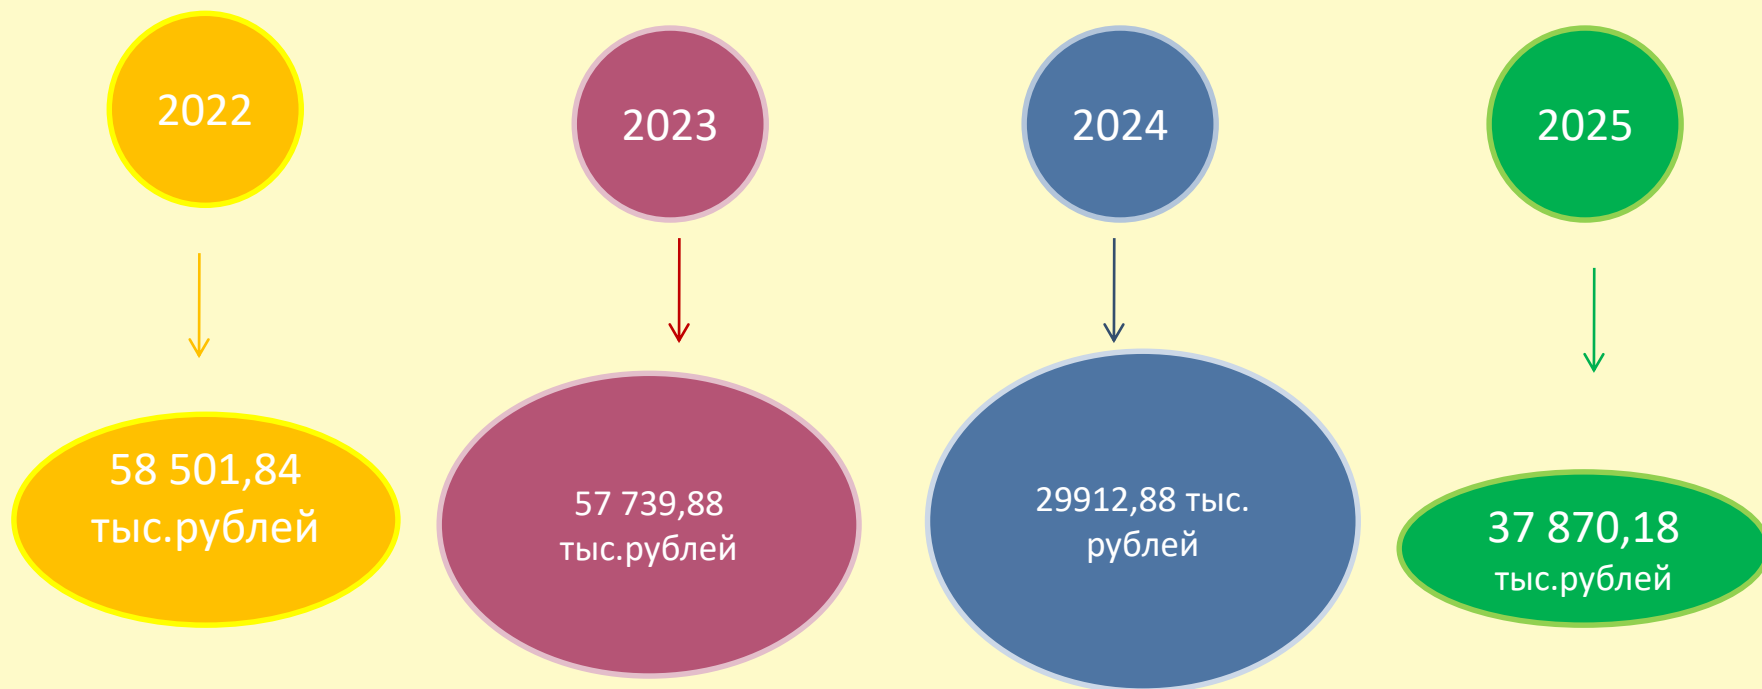 2022
2023
2024
2025
58 501,84
тыс.рублей
57 739,88
тыс.рублей
29912,88 тыс.
рублей
37 870,18
тыс.рублей